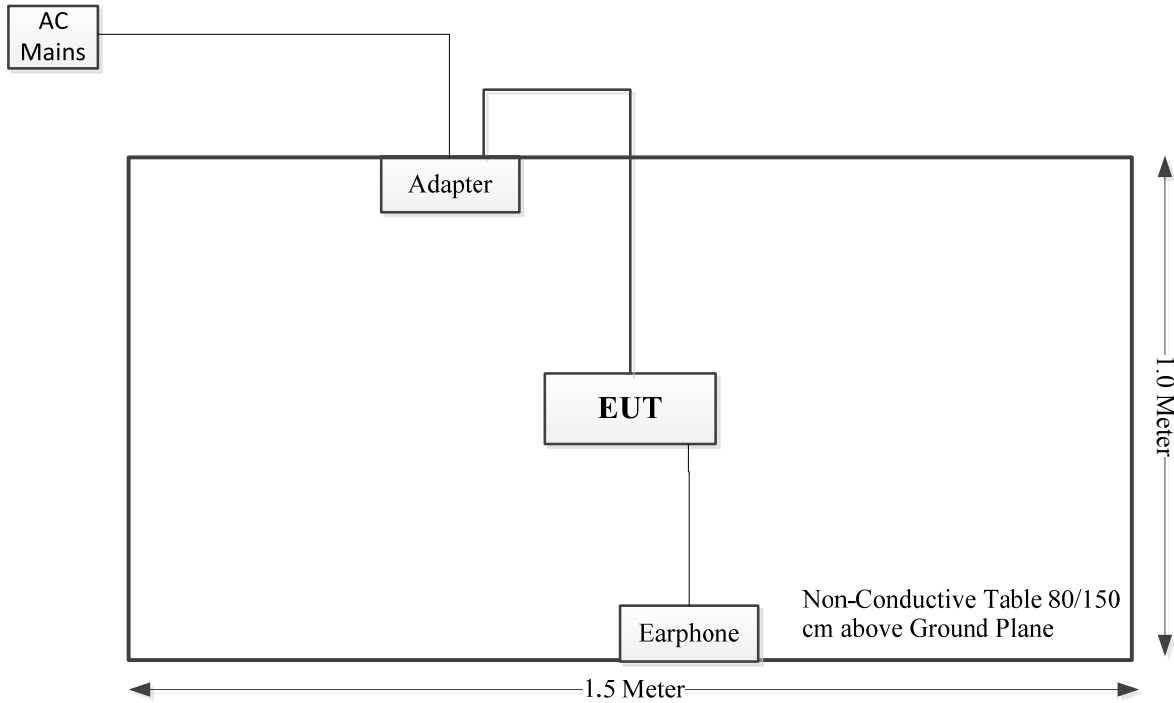 AC
Mains
Adapter
EUT
1.0 Meter
Non-Conductive Table 80/150
cm above Ground Plane
Earphone
1.5 Meter